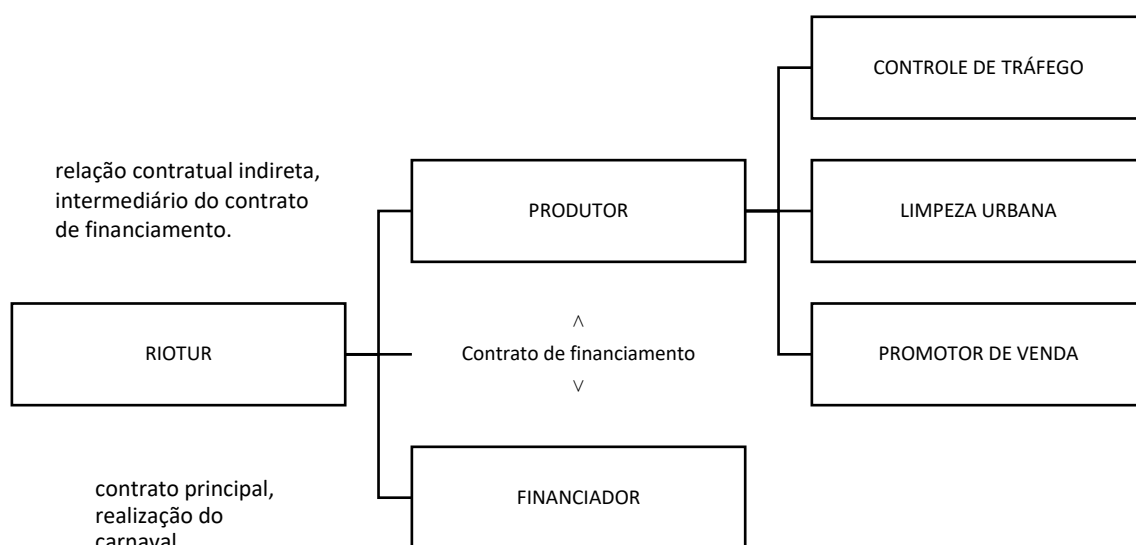 CONTROLE DE TRÁFEGO
relação contratual indireta,
intermediário do contrato
de financiamento.
PRODUTOR
LIMPEZA URBANA
RIOTUR
^
Contrato de financiamento
v
PROMOTOR DE VENDA
contrato principal,
realização do
carnaval
FINANCIADOR